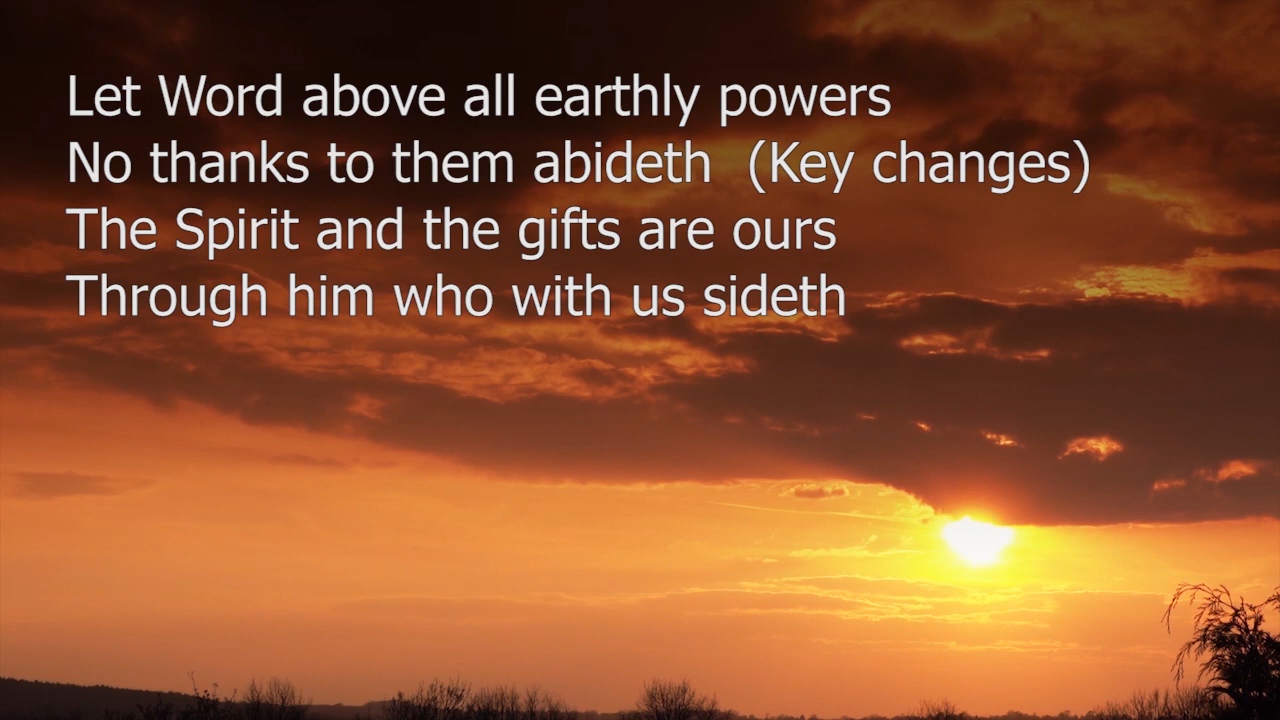 Let Word above all earthly powers
No thanks to them abideth  (Key changes)
The Spirit and the gifts are ours
Through him who with us sideth